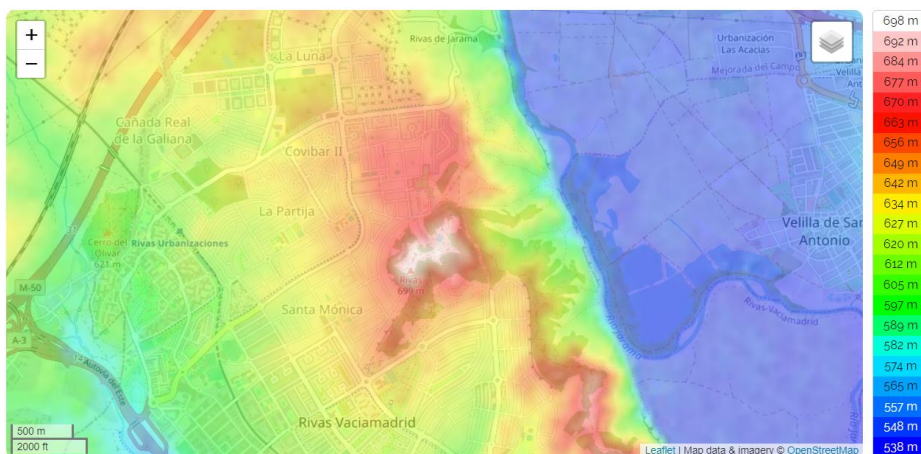 +
−
Rivas de Jarama
Urbanización
Las Acacias
Mejorada del Campo
La Luna
Cañada Real
de la Galiana
Covibar II
La Partija
Velilla de San
Antonio
Cerro del
Olivar
621 m
Rivas Urbanizaciones
Rivas
699 m
M-50
Santa Mónica
Rivas-Vaciamadrid
A-3
Autovía del Este
Rivas Vaciamadrid
500 m
2000 ft
Leaflet | Map data & imagery © OpenStreetMap
698 m
692 m
684 m
677 m
670 m
663 m
656 m
649 m
642 m
634 m
627 m
620 m
612 m
605 m
597 m
589 m
582 m
574 m
565 m
557 m
548 m
538 m